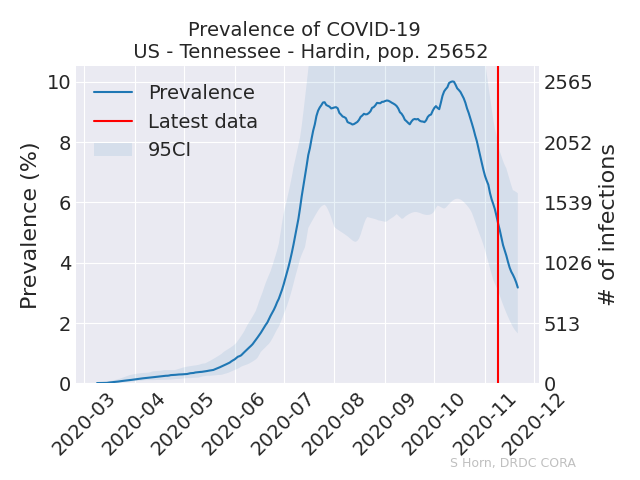 Prevalence of COVID-19
US - Tennessee - Hardin, pop. 25652
Prevalence
Latest data
95CI
Prevalence (%)
10
8
6
4
2
0
2565
2052
1539
1026
513
0
# of infections
2020-03
2020-04
2020-05
2020-06
2020-07
2020-08
2020-09
2020-10
2020-11
2020-12
S Horn, DRDC CORA